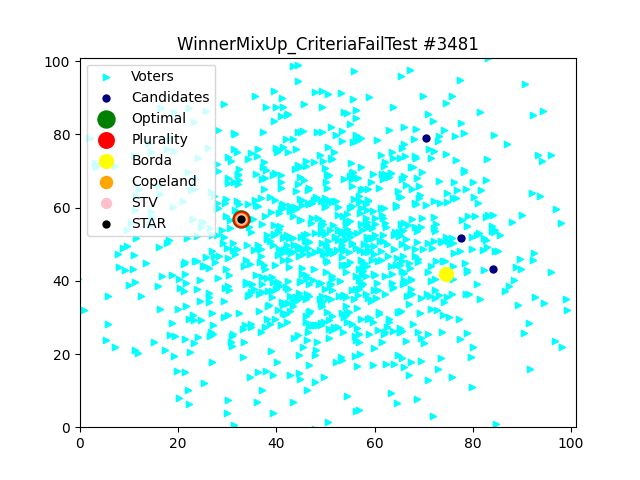 WinnerMixUp_CriteriaFailTest #3481
Voters
Candidates
Optimal
Plurality
Borda
Copeland
STV
STAR
100
80
60
40
20
0
0 20 40 60 80 100